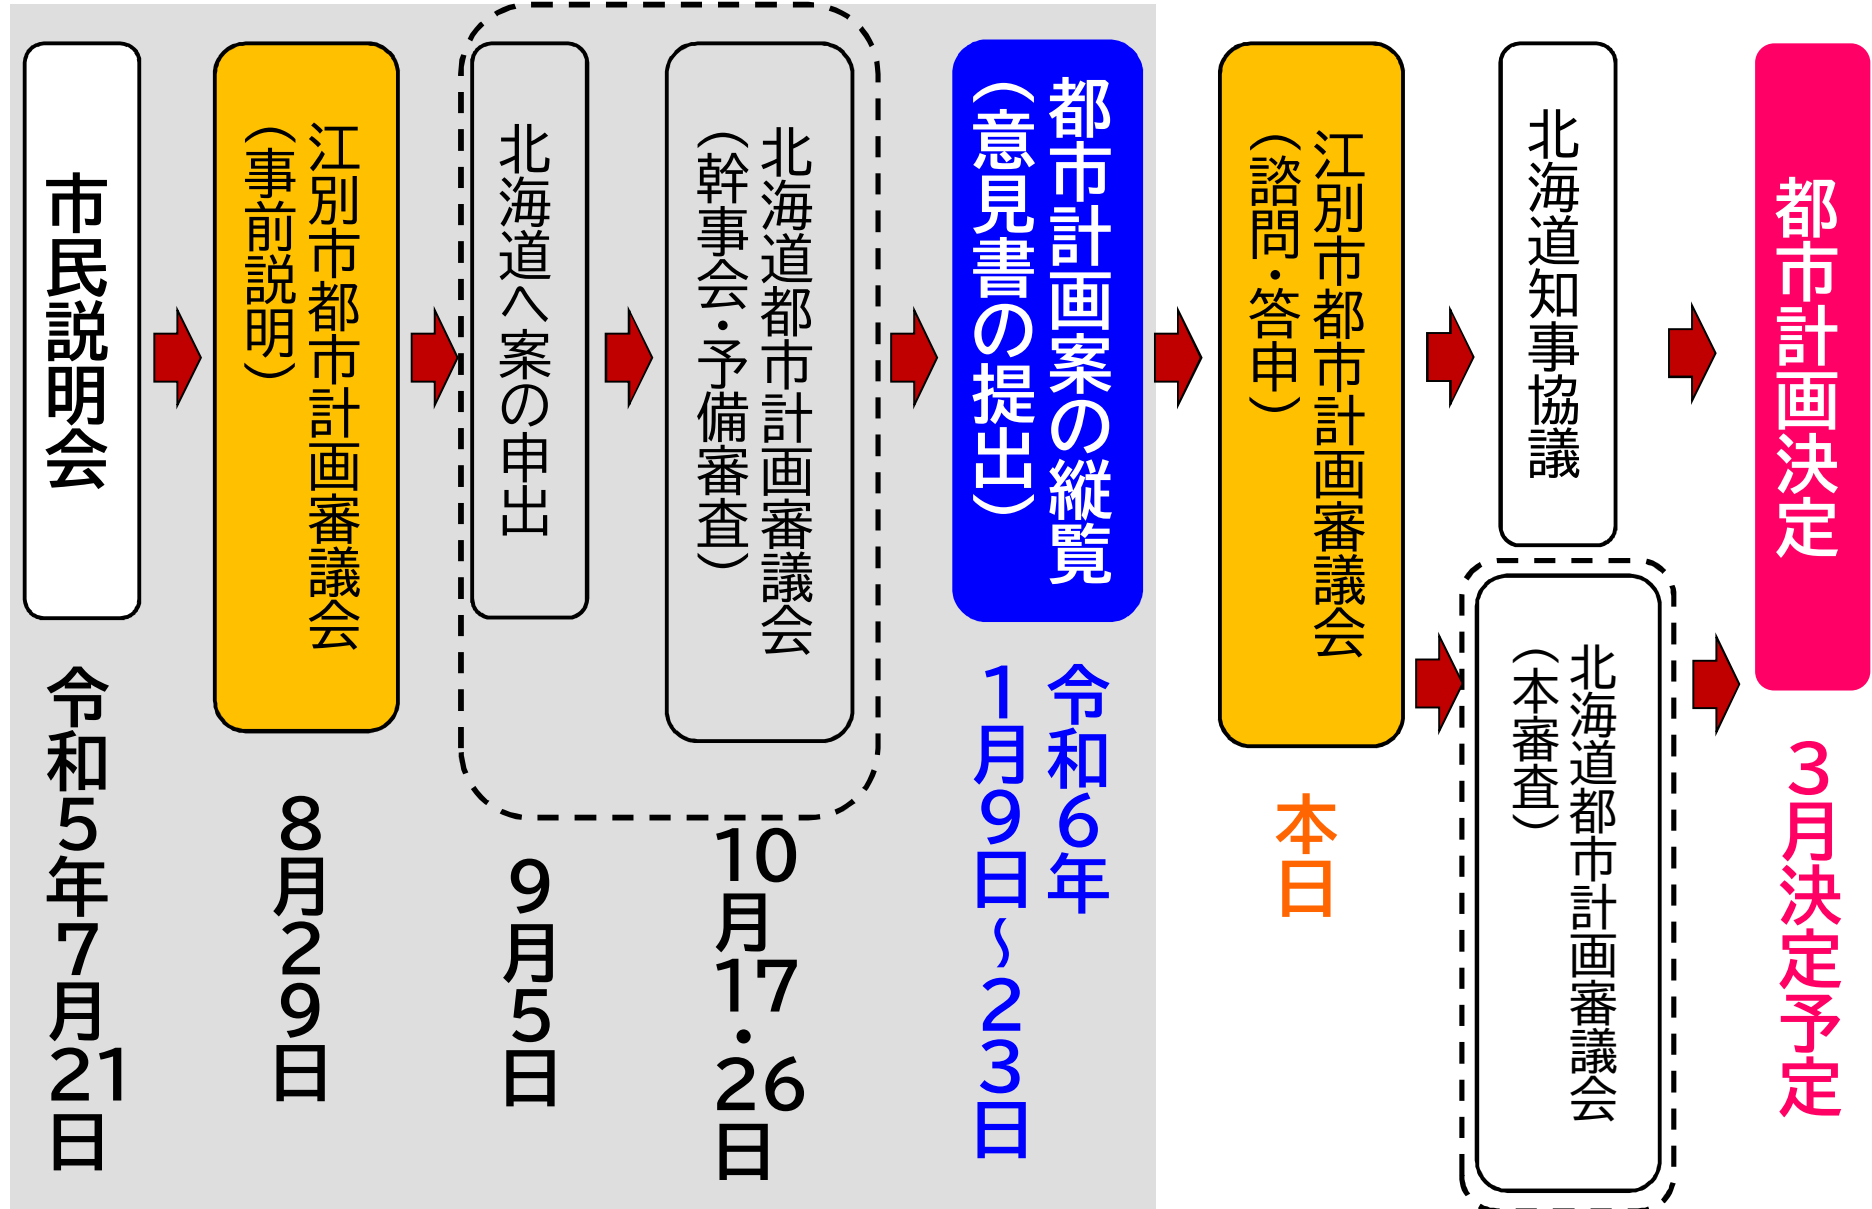 市民説明会
令和５年７月21日
江別市都市計画審議会
（事前説明）
８月２９日
北海道へ案の申出
９月５日
北海道都市計画審議会
（幹事会・予備審査）
10月17・26日
都市計画案の縦覧
（意見書の提出）
令和６年
１月９日～２３日
江別市都市計画審議会
（諮問・答申）
本日
北海道知事協議
北海道都市計画審議会
（本審査）
都市計画決定
３月決定予定